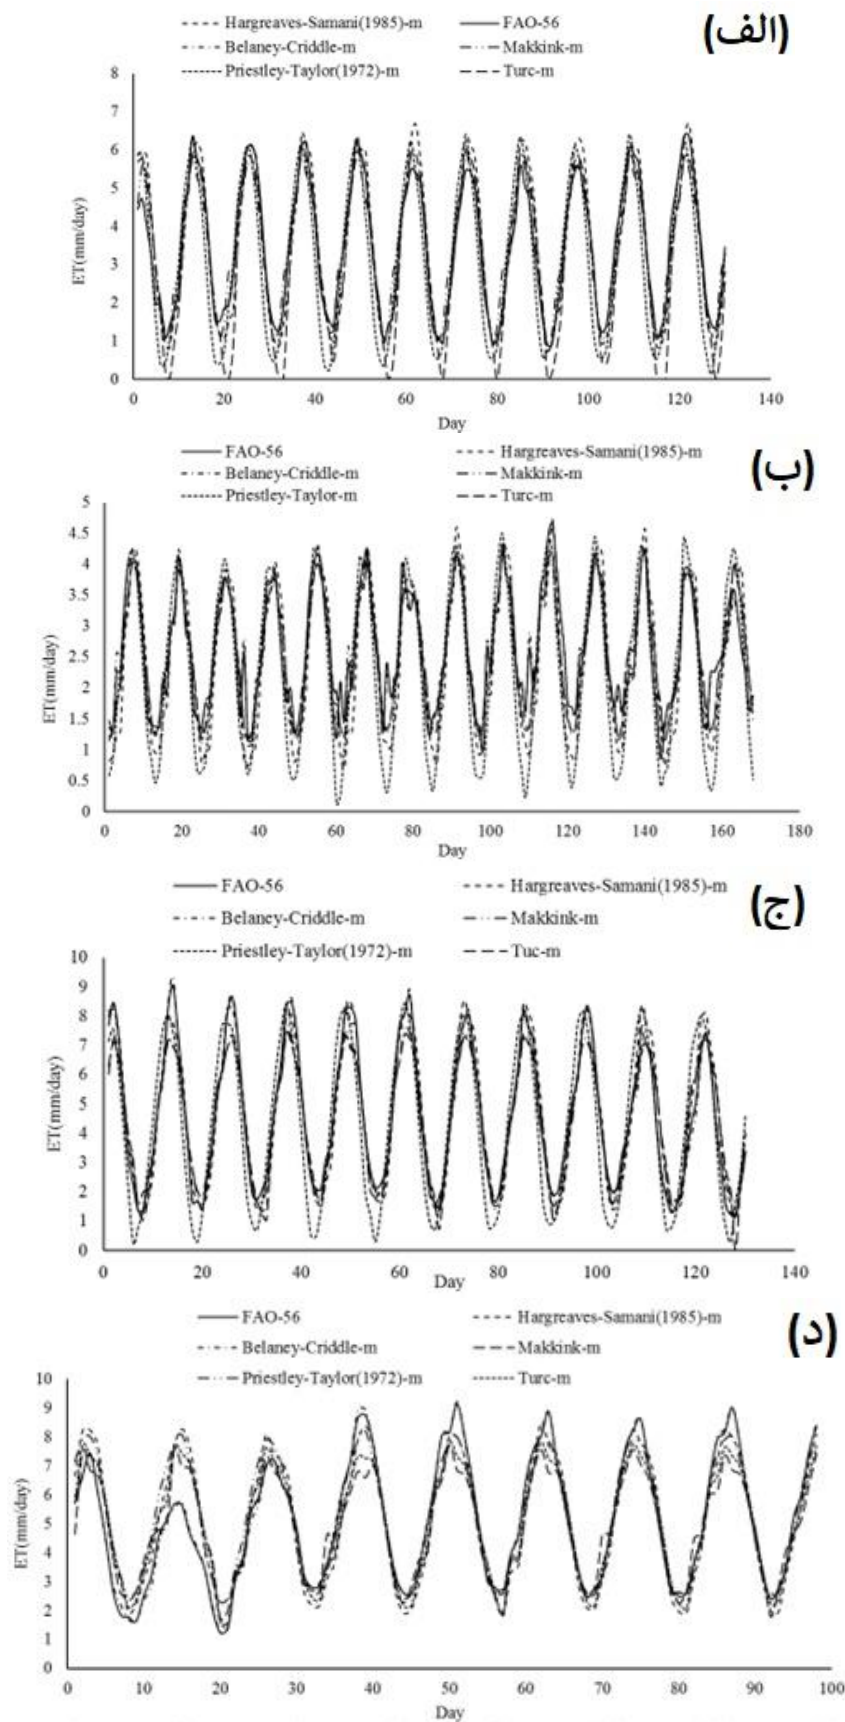 Hargreaves-Samani(1985)-m FAO-56
(الف)
Belaney-Criddle-m Makkink-m
Priestley-Taylor(1972)-m Turc-m
8
7
6
5
4
3
2
1
0
ET(mm/day)
0 20 40 60 80 100 120 140
Day
FAO-56 Hargreaves-Samani(1985)-m
(ب)
Belaney-Criddle-m Makkink-m
Priestley-Taylor-m Turc-m
5
4.5
4
3.5
3
2.5
2
1.5
1
0.5
0
ET(mm/day)
0 20 40 60 80 100 120 140 160 180
Day
FAO-56 Hargreaves-Samani(1985)-m
(ج)
Belaney-Criddle-m Makkink-m
Priestley-Taylor(1972)-m Tuc-m
10
9
8
7
6
5
4
3
2
1
0
ET(mm/day)
0 20 40 60 80 100 120 140
Day
FAO-56 Hargreaves-Samani(1985)-m
(د)
Belaney-Criddle-m Makkink-m
Priestley-Taylor(1972)-m Turc-m
10
9
8
7
6
5
4
3
2
1
0
ET(mm/day)
0 10 20 30 40 50 60 70 80 90 100
Day